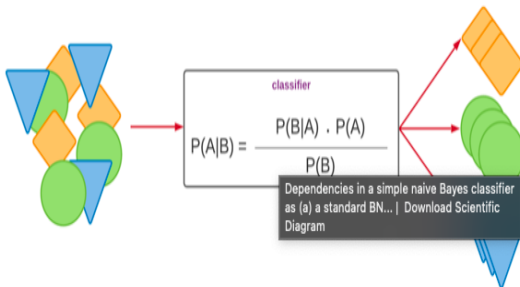 classifier
P(B|A) . P(A)
P(A|B) =
P(B)
Dependencies in a simple naive Bayes classifier
as (a) a standard BN... | Download Scientific
Diagram